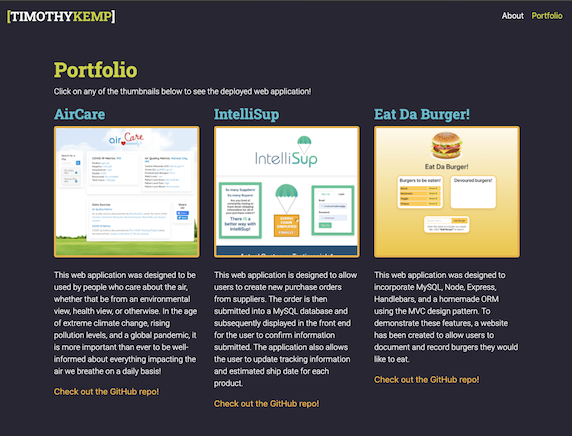 [TIMOTHYKEMP]
About Portfolio
Portfolio
Click on any of the thumbnails below to see the deployed web application!
AirCare
IntelliSup
Eat Da Burger!
air Care
IntelliSup
Eat Da Burger!
Burgers to be eaten!
Devoured burgers!
So many Suppliers!
So many Buyers!
There is a
better way with
IntelliSup!
This web application was designed to be
used by people who care about the air,
whether that be from an environmental
view, health view, or otherwise. In the age
of extreme climate change, rising
pollution levels, and a global pandemic, it
is more important than ever to be well-
informed about everything impacting the
air we breathe on a daily basis!
Check out the GitHub repo!
This web application is designed to allow
users to create new purchase orders
from suppliers. The order is then
submitted into a MySQL database and
subsequently displayed in the front end
for the user to confirm information
submitted. The application also allows
the user to update tracking information
and estimated ship date for each
product.
Check out the GitHub repo!
This web application was designed to
incorporate MySQL, Node, Express,
Handlebars, and a homemade ORM
using the MVC design pattern. To
demonstrate these features, a website
has been created to allow users to
document and record burgers they would
like to eat.
Check out the GitHub repo!